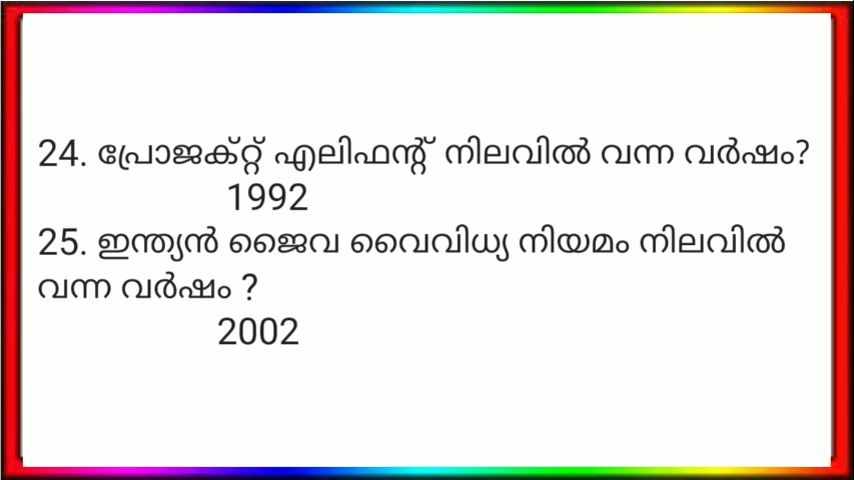 24. പ്രോജക്റ്റ് എലിഫന്റ് നിലവിൽ വന്ന വർഷം?
1992
25. ഇന്ത്യൻ ജൈവ വൈവിധ്യ നിയമം നിലവിൽ
വന്ന വർഷം ?
2002